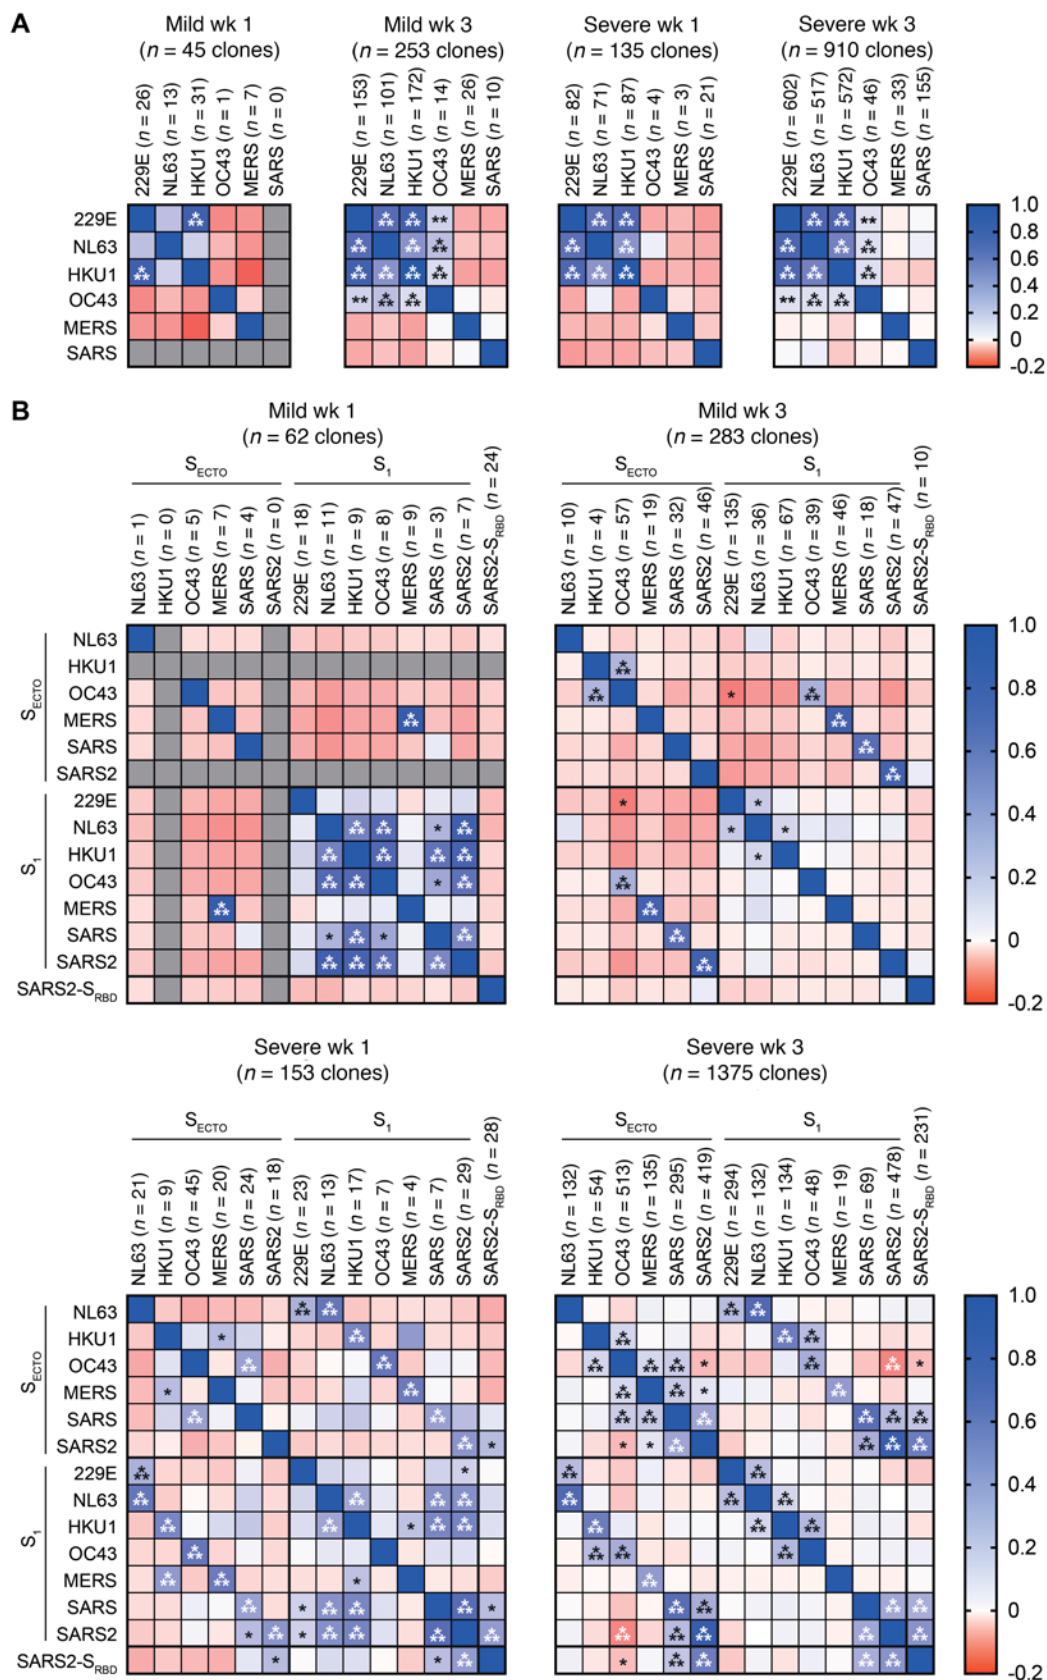 A
Mild wk 1
(n = 45 clones)
Mild wk 3
(n = 253 clones)
Severe wk 1
(n = 135 clones)
Severe wk 3
(n = 910 clones)
229E (n = 26)
NL63 (n = 13)
HKU1 (n = 31)
OC43 (n = 1)
MERS (n = 7)
SARS (n = 0)
229E (n = 153)
NL63 (n = 101)
HKU1 (n = 172)
OC43 (n = 14)
MERS (n = 26)
SARS (n = 10)
229E (n = 82)
NL63 (n = 71)
HKU1 (n = 87)
OC43 (n = 4)
MERS (n = 3)
SARS (n = 21)
229E (n = 602)
NL63 (n = 517)
HKU1 (n = 572)
OC43 (n = 46)
MERS (n = 33)
SARS (n = 155)
229E
NL63
HKU1
OC43
MERS
SARS
1.0
0.8
0.6
0.4
0.2
0
-0.2
B
Mild wk 1
(n = 62 clones)
Mild wk 3
(n = 283 clones)
SECTO
S1
SECTO
S1
NL63 (n = 1)
HKU1 (n = 0)
OC43 (n = 5)
MERS (n = 7)
SARS (n = 4)
SARS2 (n = 0)
229E (n = 18)
NL63 (n = 11)
HKU1 (n = 9)
OC43 (n = 8)
MERS (n = 9)
SARS (n = 3)
SARS2 (n = 7)
SARS2-SRBD (n = 24)
NL63 (n = 10)
HKU1 (n = 4)
OC43 (n = 57)
MERS (n = 19)
SARS (n = 32)
SARS2 (n = 46)
229E (n = 135)
NL63 (n = 36)
HKU1 (n = 67)
OC43 (n = 39)
MERS (n = 46)
SARS (n = 18)
SARS2 (n = 47)
SARS2-SRBD (n = 10)
SECTO
NL63
HKU1
OC43
MERS
SARS
SARS2
S1
229E
NL63
HKU1
OC43
MERS
SARS
SARS2
SARS2-SRBD
1.0
0.8
0.6
0.4
0.2
0
-0.2
Severe wk 1
(n = 153 clones)
Severe wk 3
(n = 1375 clones)
SECTO
S1
SECTO
S1
NL63 (n = 21)
HKU1 (n = 9)
OC43 (n = 45)
MERS (n = 20)
SARS (n = 24)
SARS2 (n = 18)
229E (n = 23)
NL63 (n = 13)
HKU1 (n = 17)
OC43 (n = 7)
MERS (n = 4)
SARS (n = 7)
SARS2 (n = 29)
SARS2-SRBD (n = 28)
NL63 (n = 132)
HKU1 (n = 54)
OC43 (n = 513)
MERS (n = 135)
SARS (n = 295)
SARS2 (n = 419)
229E (n = 294)
NL63 (n = 132)
HKU1 (n = 134)
OC43 (n = 48)
MERS (n = 19)
SARS (n = 69)
SARS2 (n = 478)
SARS2-SRBD (n = 231)
SECTO
NL63
HKU1
OC43
MERS
SARS
SARS2
S1
229E
NL63
HKU1
OC43
MERS
SARS
SARS2
SARS2-SRBD
1.0
0.8
0.6
0.4
0.2
0
-0.2